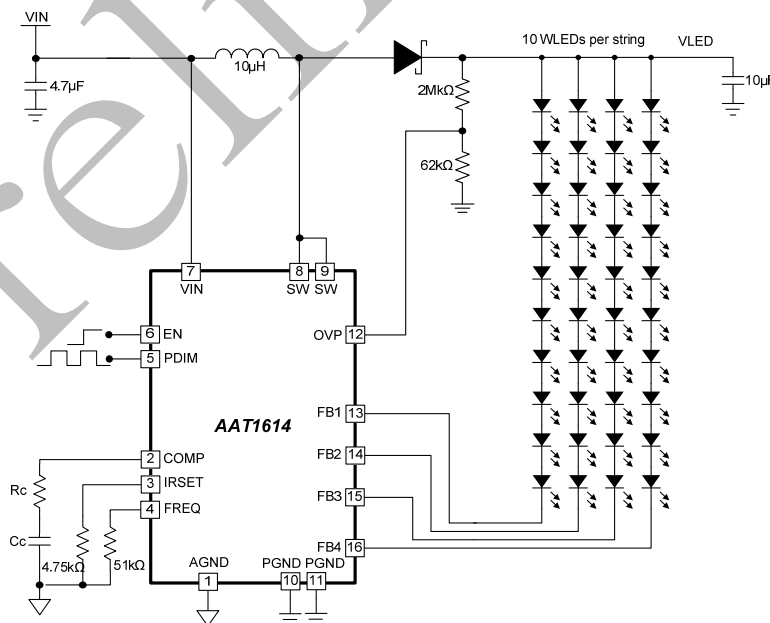 VIN
10 WLEDs per string
VLED
10µH
4.7µF
2MkΩ
10µF
62kΩ
7
8
9
VIN
SW
SW
6
EN
OVP
12
5
PDIM
AAT1614
FB1
13
2
COMP
FB2
14
3
IRSET
Rc
4
FREQ
FB3
15
Cc
4.75kΩ
51kΩ
FB4
16
AGND
PGND
PGND
1
10
11